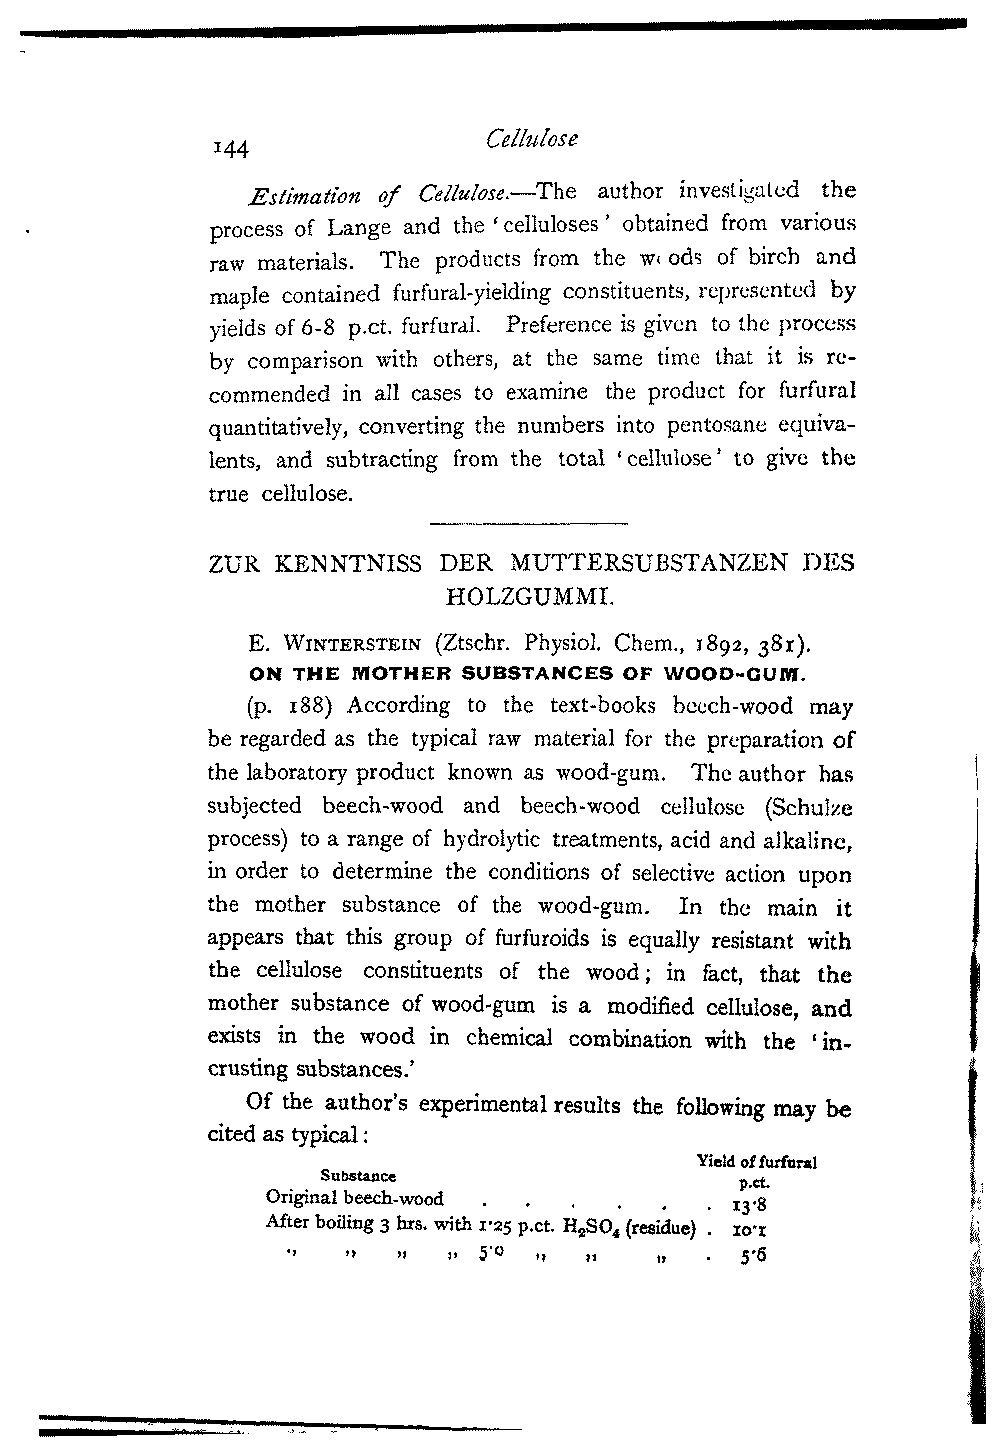 144 Cellulose
Estimation of Cellulose.—The author investigated the
process of Lange and the ‘celluloses’ obtained from various
raw materials. The products from the woods of birch and
maple contained furfural-yielding constituents, represented by
yields of 6-8 p.ct. furfural. Preference is given to the process
by comparison with others, at the same time that it is re-
commended in all cases to examine the product for furfural
quantitatively, converting the numbers into pentosane equiva-
lents, and subtracting from the total ‘cellulose’ to give the
true cellulose.
ZUR KENNTNISS DER MUTTERSUBSTANZEN DES
HOLZGUMMI.
E. WINTERSTEIN (Ztschr. Physiol. Chem., 1892, 381).
ON THE MOTHER SUBSTANCES OF WOOD-GUM.
(p. 188) According to the text-books beech-wood may
be regarded as the typical raw material for the preparation of
the laboratory product known as wood-gum. The author has
subjected beech-wood and beech-wood cellulose (Schulze
process) to a range of hydrolytic treatments, acid and alkaline,
in order to determine the conditions of selective action upon
the mother substance of the wood-gum. In the main it
appears that this group of furfuroids is equally resistant with
the cellulose constituents of the wood; in fact, that the
mother substance of wood-gum is a modified cellulose, and
exists in the wood in chemical combination with the ‘in-
crusting substances.’
Of the author's experimental results the following may be
cited as typical:
Substance Yield of furfural p.ct.
Original beech-wood . . . . . . 13·8
After boiling 3 hrs. with 1·25 p.ct. H₂SO₄ (residue) . 10·1
„ „ „ „ 5·0 „ „ „ . 5·6